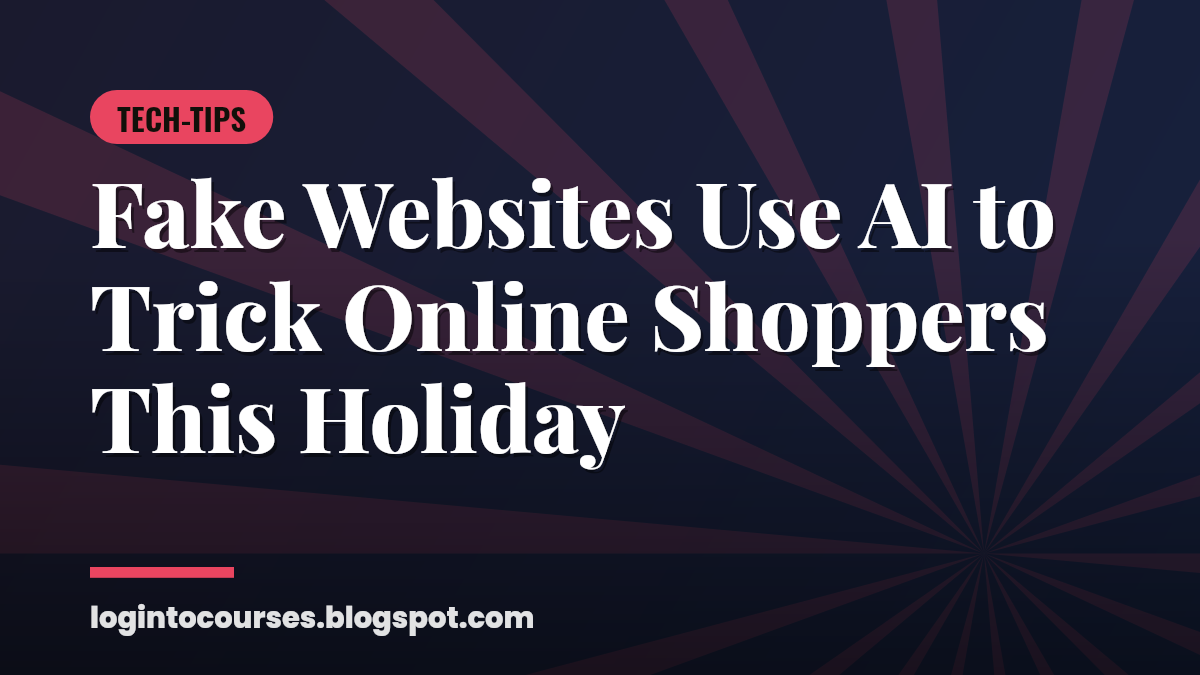 TECH-TIPS
Fake Websites Use AI to
Trick Online Shoppers
This Holiday
logintocourses.blogspot.com